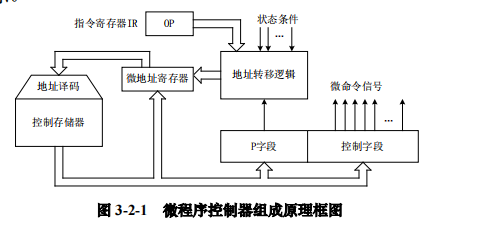 指令寄存器IR
OP
状态条件
...
微地址寄存器
地址转移逻辑
地址译码
控制存储器
微命令信号
...
P字段
控制字段
图 3-2-1 微程序控制器组成原理框图